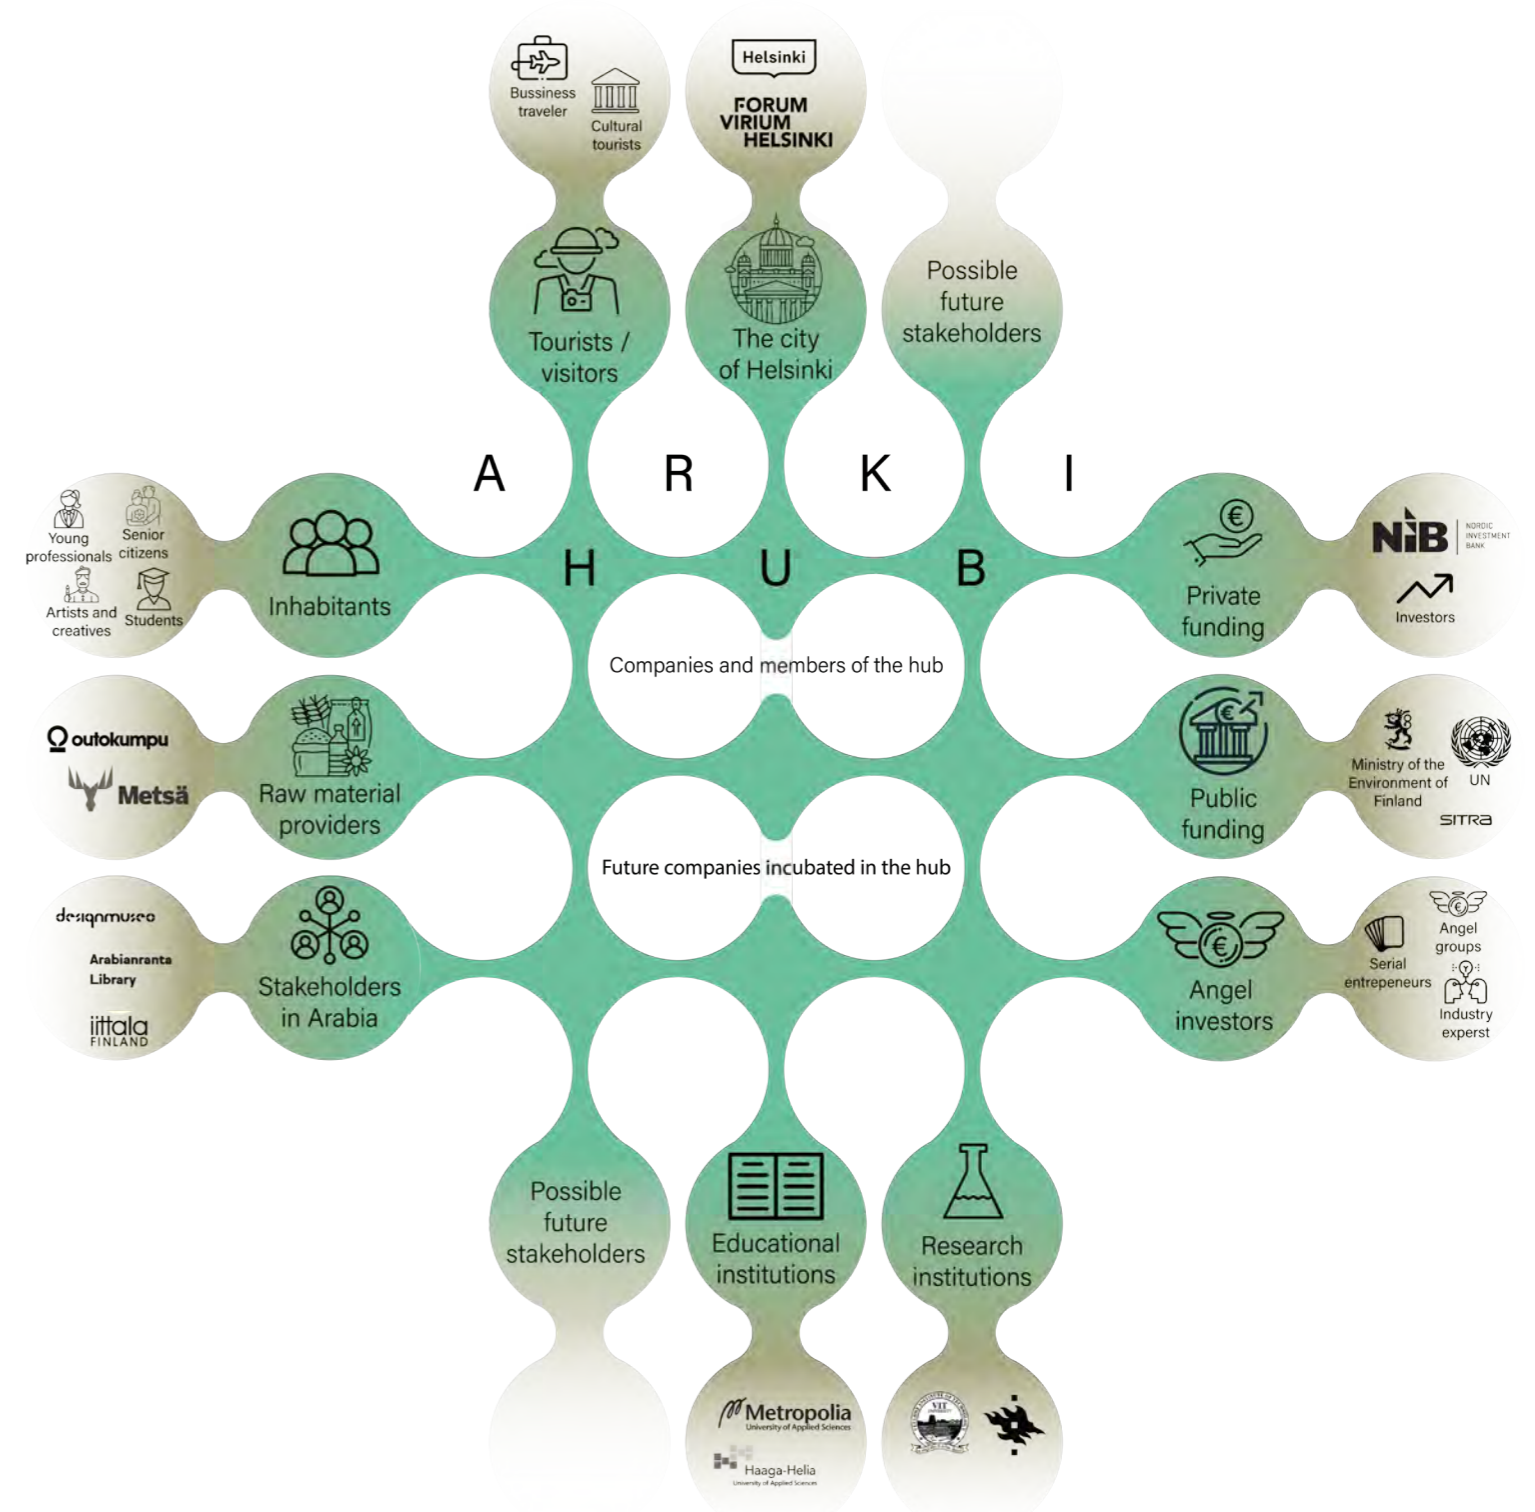 Helsinki
FORUM
VIRIUM
HELSINKI
Bussiness
traveler
Cultural
tourists
Tourists /
visitors
The city
of Helsinki
Possible
future
stakeholders
A R K I
H U B
Young
professionals
Senior
citizens
Artists and
creatives
Students
Inhabitants
Private
funding
NIB
NORDIC
INVESTMENT
BANK
Investors
Companies and members of the hub
outokumpu
Metsä
Raw material
providers
Public
funding
Ministry of the
Environment of
Finland
UN
SITRA
Future companies incubated in the hub
designmuseo
Arabianranta
Library
iittala
FINLAND
Stakeholders
in Arabia
Angel
investors
Serial
entrepeneurs
Angel
groups
Industry
experst
Possible
future
stakeholders
Educational
institutions
Research
institutions
Metropolia
University of Applied Sciences
Haaga-Helia
University of Applied Sciences
VIT